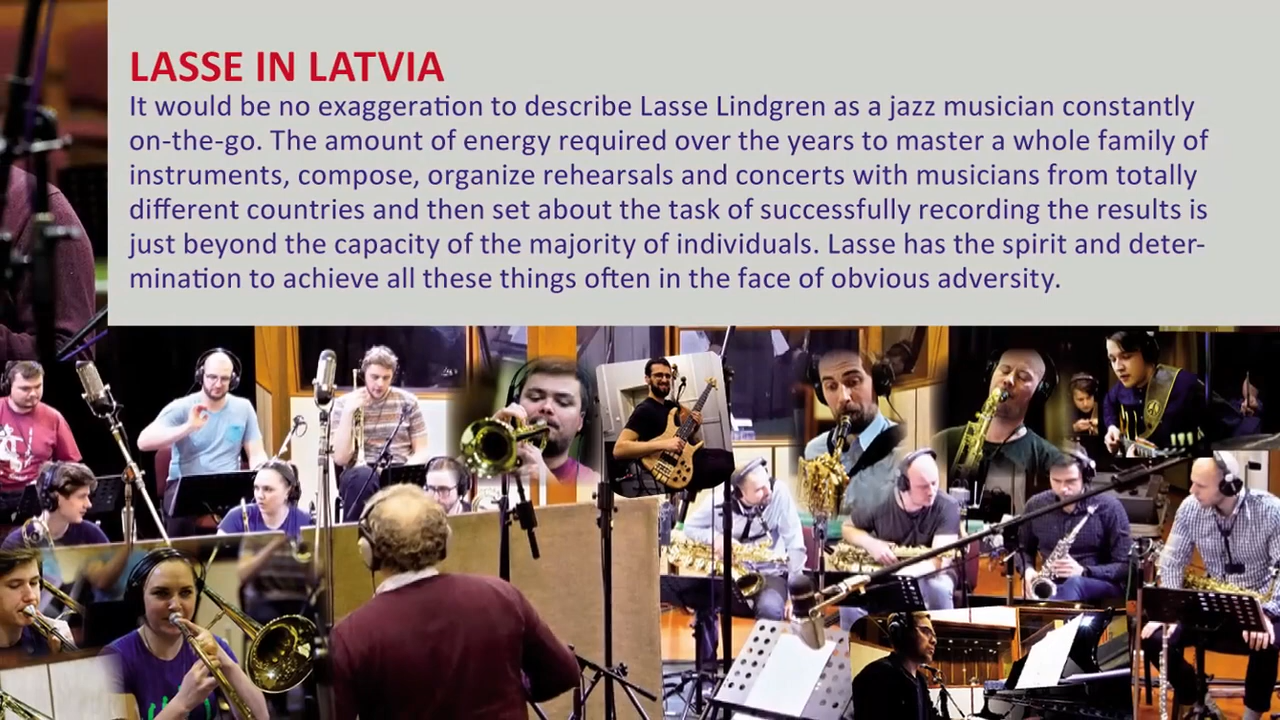 LASSE IN LATVIA
It would be no exaggeration to describe Lasse Lindgren as a jazz musician constantly
on-the-go. The amount of energy required over the years to master a whole family of
instruments, compose, organize rehearsals and concerts with musicians from totally
different countries and then set about the task of successfully recording the results is
just beyond the capacity of the majority of individuals. Lasse has the spirit and deter-
mination to achieve all these things often in the face of obvious adversity.